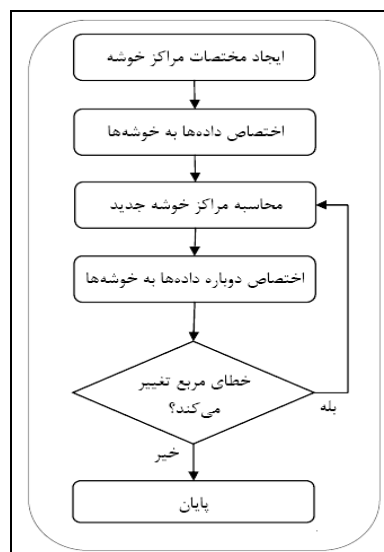 ایجاد مختصات مراکز خوشه
اختصاص داده‌ها به خوشه‌ها
محاسبه مراکز خوشه جدید
اختصاص دوباره داده‌ها به خوشه‌ها
خطای مربع تغییر
می‌کند؟
بله
خیر
پایان